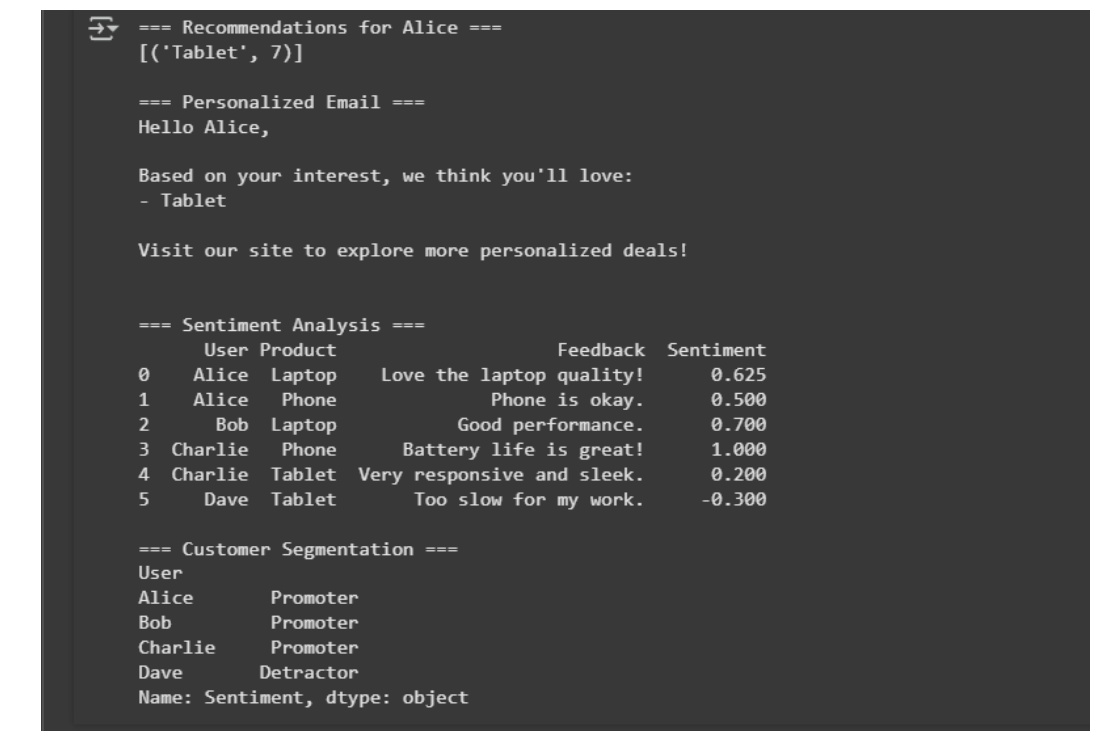 === Recommendations for Alice ===
[('Tablet', 7)]
=== Personalized Email ===
Hello Alice,
Based on your interest, we think you'll love:
- Tablet
Visit our site to explore more personalized deals!
=== Sentiment Analysis ===
User Product Feedback Sentiment
0 Alice Laptop Love the laptop quality! 0.625
1 Alice Phone Phone is okay. 0.500
2 Bob Laptop Good performance. 0.700
3 Charlie Phone Battery life is great! 1.000
4 Charlie Tablet Very responsive and sleek. 0.200
5 Dave Tablet Too slow for my work. -0.300
=== Customer Segmentation ===
User
Alice Promoter
Bob Promoter
Charlie Promoter
Dave Detractor
Name: Sentiment, dtype: object